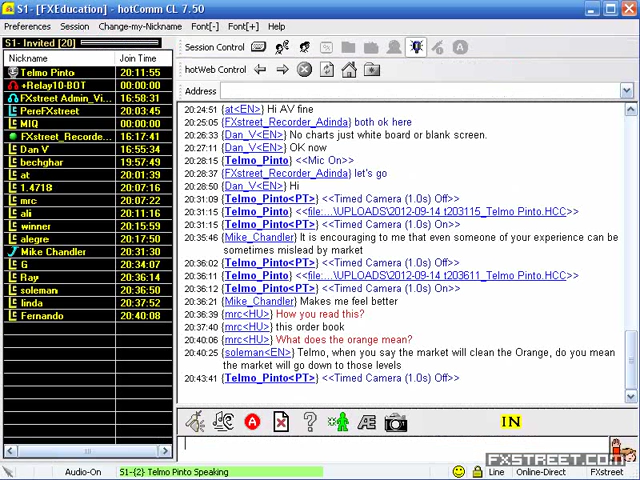 S1- [FXEducation] - hotComm CL 7.50
Preferences Session Change-my-Nickname Font[-] Font[+] Help
S1- Invited [20]
Nickname Join Time
Telmo Pinto 20:11:55
+Relay10-BOT 00:00:00
FXstreet Admin_Vi... 16:58:31
PereFXstreet 20:03:45
MIQ 00:00:00
FXstreet_Recorde... 16:17:41
Dan V 16:55:34
bechghar 19:57:49
at 20:01:39
1.4718 20:07:16
mrc 20:07:22
ali 20:11:16
winner 20:15:59
alegre 20:17:50
Mike Chandler 20:31:30
G 20:34:07
Ray 20:36:14
soleman 20:36:50
linda 20:37:52
Fernando 20:40:08
Session Control
hotWeb Control
Address
20:24:51 {at<EN>} Hi AV fine
20:25:05 {FXstreet_Recorder_Adinda} both ok here
20:26:33 {Dan_V<EN>} No charts just white board or blank screen.
20:27:11 {Dan_V<EN>} OK now
20:28:15 {Telmo_Pinto} <<Mic On>>
20:28:37 {FXstreet_Recorder_Adinda} let's go
20:28:50 {Dan_V<EN>} Hi
20:31:09 {Telmo_Pinto<PT>} <<Timed Camera (1.0s) Off>>
20:31:15 {Telmo_Pinto} <<file:...\UPLOADS\2012-09-14 t203115_Telmo Pinto.HCC>>
20:31:15 {Telmo_Pinto<PT>} <<Timed Camera (1.0s) On>>
20:35:46 {Mike_Chandler} It is encouraging to me that even someone of your experience can be
sometimes mislead by market
20:36:02 {Telmo_Pinto<PT>} <<Timed Camera (1.0s) Off>>
20:36:11 {Telmo_Pinto} <<file:...\UPLOADS\2012-09-14 t203611_Telmo Pinto.HCC>>
20:36:12 {Telmo_Pinto<PT>} <<Timed Camera (1.0s) On>>
20:36:21 {Mike_Chandler} Makes me feel better
20:36:39 {mrc<HU>} How you read this?
20:37:40 {mrc<HU>} this order book
20:40:06 {mrc<HU>} What does the orange mean?
20:40:25 {soleman<EN>} Telmo, when you say the market will clean the Orange, do you mean
the market will go down to those levels
20:43:41 {Telmo_Pinto<PT>} <<Timed Camera (1.0s) Off>>
IN
FXSTREET.COM
Audio-On S1-{2} Telmo Pinto Speaking Line Online-Direct FXstreet